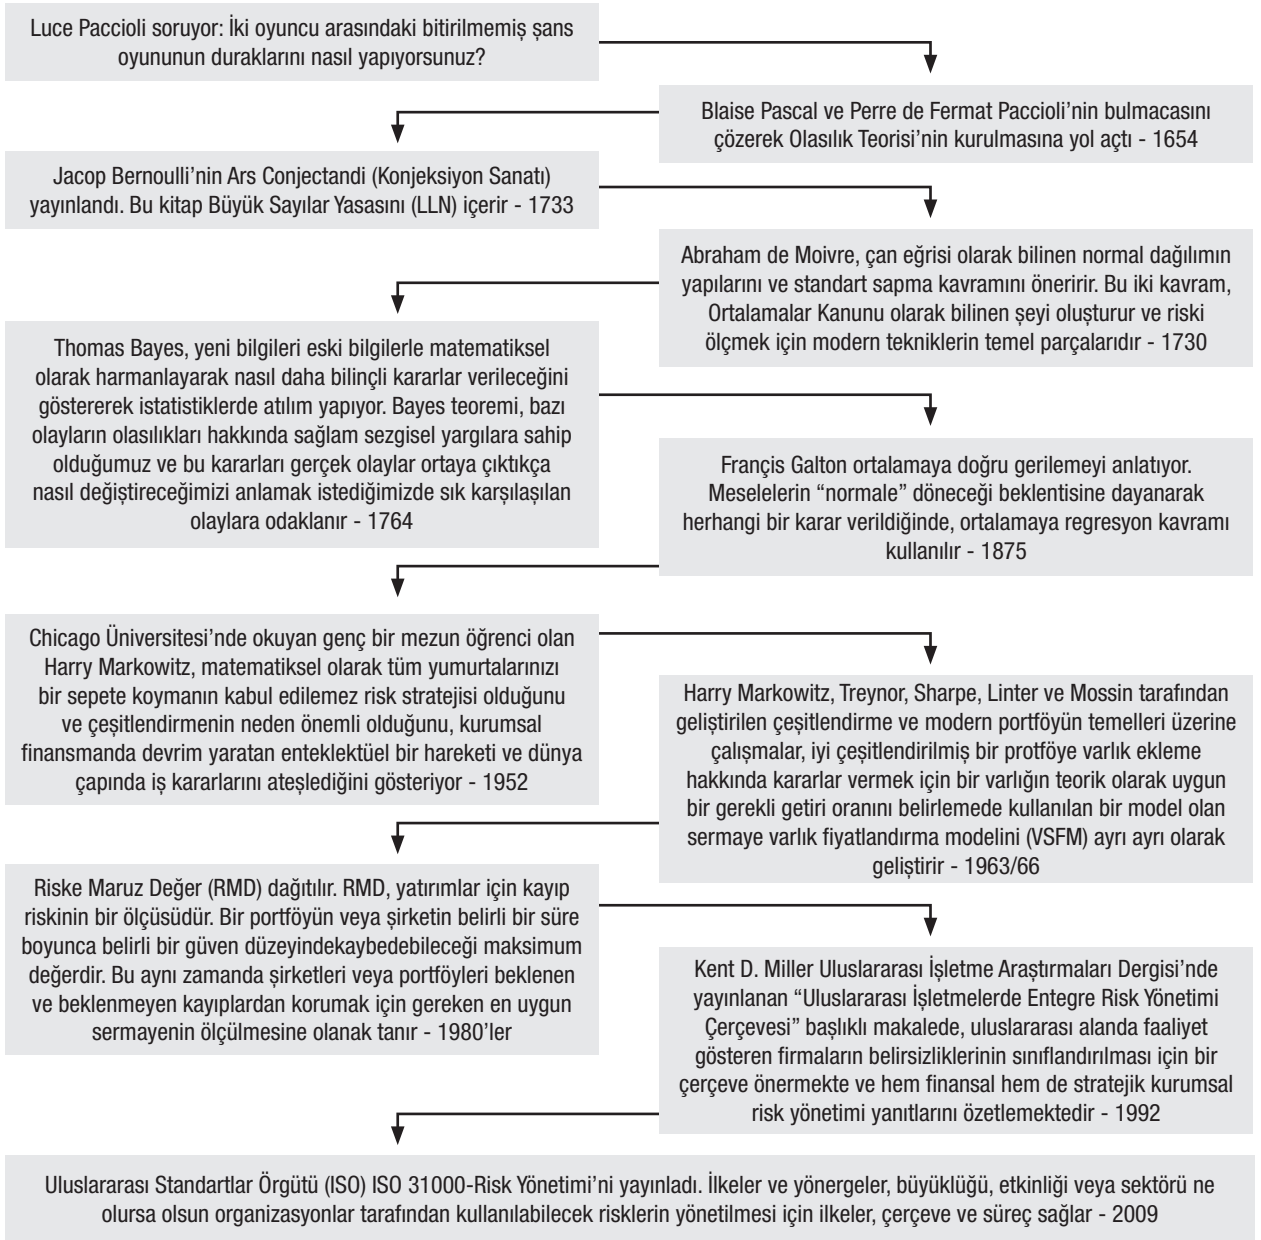 Luce Paccioli soruyor: İki oyuncu arasındaki bitirilmemiş şans
oyununun duraklarını nasıl yapıyorsunuz?
Blaise Pascal ve Perre de Fermat Paccioli’nin bulmacasını
çözerek Olasılık Teorisi’nin kurulmasına yol açtı - 1654
Jacop Bernoulli’nin Ars Conjectandi (Konjeksiyon Sanatı)
yayınlandı. Bu kitap Büyük Sayılar Yasasını (LLN) içerir - 1733
Abraham de Moivre, çan eğrisi olarak bilinen normal dağılımın
yapılarını ve standart sapma kavramını öneririr. Bu iki kavram,
Ortalamalar Kanunu olarak bilinen şeyi oluşturur ve riski
ölçmek için modern tekniklerin temel parçalarıdır - 1730
Thomas Bayes, yeni bilgileri eski bilgilerle matematiksel
olarak harmanlayarak nasıl daha bilinçli kararlar verileceğini
göstererek istatistiklerde atılım yapıyor. Bayes teoremi, bazı
olayların olasılıkları hakkında sağlam sezgisel yargılara sahip
olduğumuz ve bu kararları gerçek olaylar ortaya çıktıkça
nasıl değiştireceğimizi anlamak istediğimizde sık karşılaşılan
olaylara odaklanır - 1764
Françis Galton ortalamaya doğru gerilemeyi anlatıyor.
Meselelerin “normale” döneceği beklentisine dayanarak
herhangi bir karar verildiğinde, ortalamaya regresyon kavramı
kullanılır - 1875
Chicago Üniversitesi’nde okuyan genç bir mezun öğrenci olan
Harry Markowitz, matematiksel olarak tüm yumurtalarınızı
bir sepete koymanın kabul edilemez risk stratejisi olduğunu
ve çeşitlendirmenin neden önemli olduğunu, kurumsal
finansmanda devrim yaratan enteklektüel bir hareketi ve dünya
çapında iş kararlarını ateşlediğini gösteriyor - 1952
Harry Markowitz, Treynor, Sharpe, Linter ve Mossin tarafından
geliştirilen çeşitlendirme ve modern portföyün temelleri üzerine
çalışmalar, iyi çeşitlendirilmiş bir protföye varlık ekleme
hakkında kararlar vermek için bir varlığın teorik olarak uygun
bir gerekli getiri oranını belirlemede kullanılan bir model olan
sermaye varlık fiyatlandırma modelini (VSFM) ayrı ayrı olarak
geliştirir - 1963/66
Riske Maruz Değer (RMD) dağıtılır. RMD, yatırımlar için kayıp
riskinin bir ölçüsüdür. Bir portföyün veya şirketin belirli bir süre
boyunca belirli bir güven düzeyindekaybedebileceği maksimum
değerdir. Bu aynı zamanda şirketleri veya portföyleri beklenen
ve beklenmeyen kayıplardan korumak için gereken en uygun
sermayenin ölçülmesine olanak tanır - 1980’ler
Kent D. Miller Uluslararası İşletme Araştırmaları Dergisi’nde
yayınlanan “Uluslararası İşletmelerde Entegre Risk Yönetimi
Çerçevesi” başlıklı makalede, uluslararası alanda faaliyet
gösteren firmaların belirsizliklerinin sınıflandırılması için bir
çerçeve önermekte ve hem finansal hem de stratejik kurumsal
risk yönetimi yanıtlarını özetlemektedir - 1992
Uluslararası Standartlar Örgütü (ISO) ISO 31000-Risk Yönetimi’ni yayınladı. İlkeler ve yönergeler, büyüklüğü, etkinliği veya sektörü ne
olursa olsun organizasyonlar tarafından kullanılabilecek risklerin yönetilmesi için ilkeler, çerçeve ve süreç sağlar - 2009